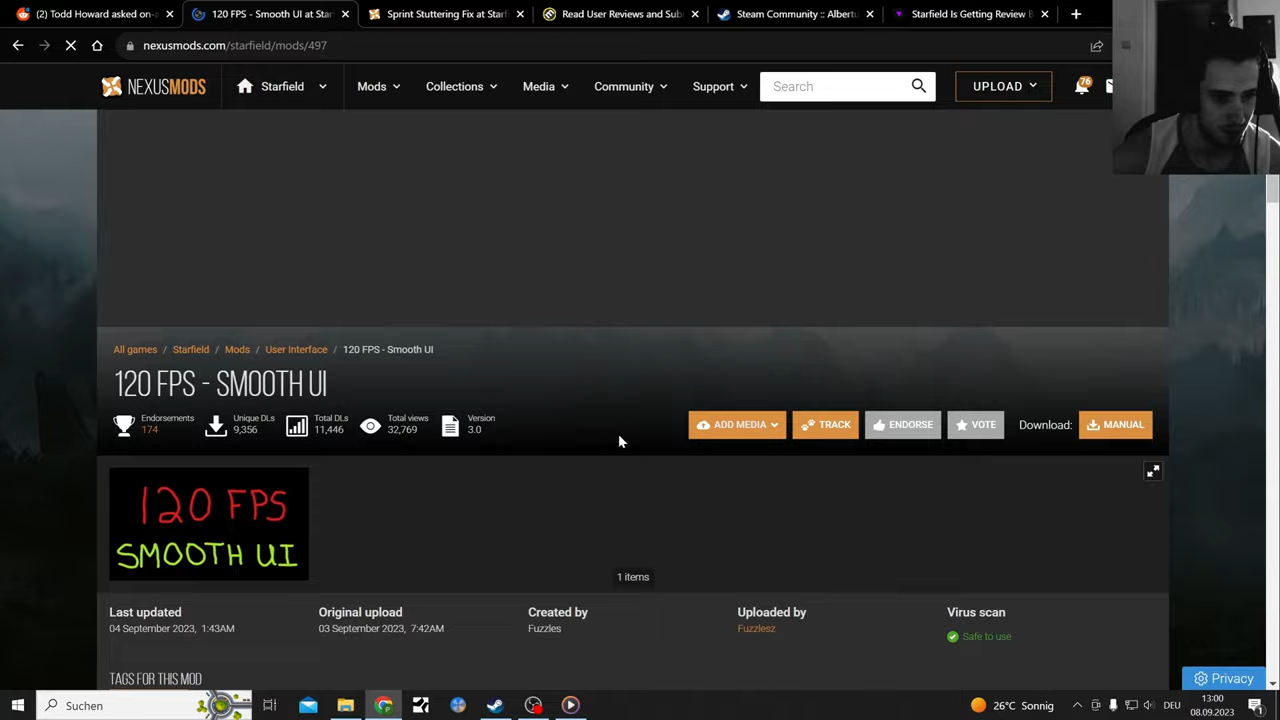 (2) Todd Howard asked on-a
120 FPS - Smooth UI at Star
Sprint Stuttering Fix at Starfi
Read User Reviews and Sub
Steam Community :: Albertu
Starfield Is Getting Review B
nexusmods.com/starfield/mods/497
NEXUSMODS
Starfield
Mods
Collections
Media
Community
Support
Search
UPLOAD
76
All games / Starfield / Mods / User Interface / 120 FPS - Smooth UI
120 FPS - SMOOTH UI
Endorsements
174
Unique DLs
9,356
Total DLs
11,446
Total views
32,769
Version
3.0
ADD MEDIA
TRACK
ENDORSE
VOTE
Download:
MANUAL
120 FPS
SMOOTH UI
1 items
Last updated
04 September 2023, 1:43AM
Original upload
03 September 2023, 7:42AM
Created by
Fuzzles
Uploaded by
Fuzzlesz
Virus scan
Safe to use
TAGS FOR THIS MOD
Privacy
Suchen
26°C Sonnig
DEU
13:00
08.09.2023
1